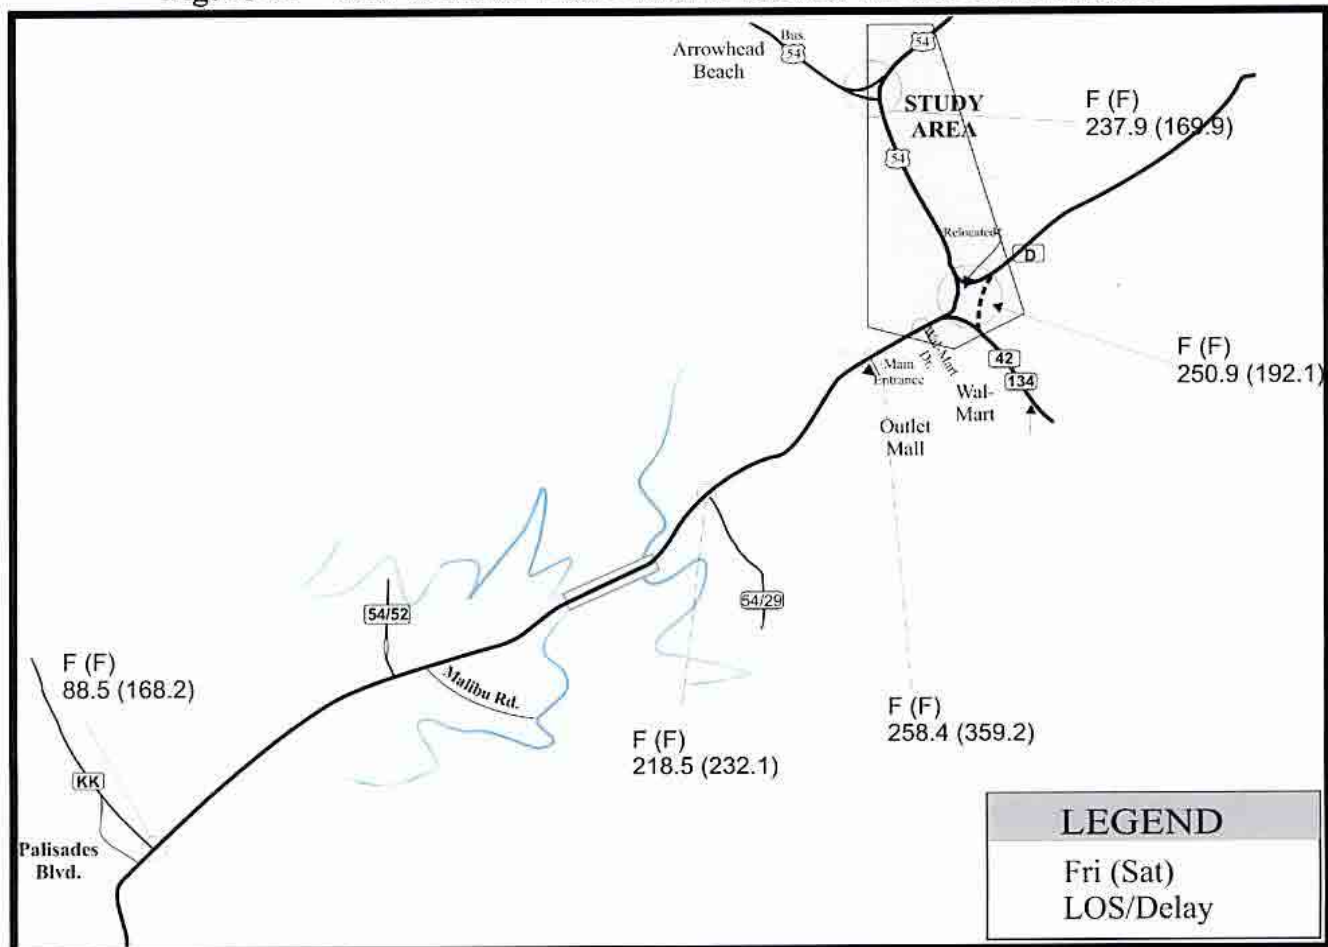 54
Bus.
54
Arrowhead
Beach
STUDY
AREA
F (F)
237.9 (169.9)
54
Relocated
D
F (F)
250.9 (192.1)
Wal-Mart
Dr.
42
134
Main
Entrance
Wal-
Mart
Outlet
Mall
54/29
54/52
Malibu Rd.
F (F)
88.5 (168.2)
F (F)
258.4 (359.2)
F (F)
218.5 (232.1)
KK
Palisades
Blvd.
LEGEND
Fri (Sat)
LOS/Delay